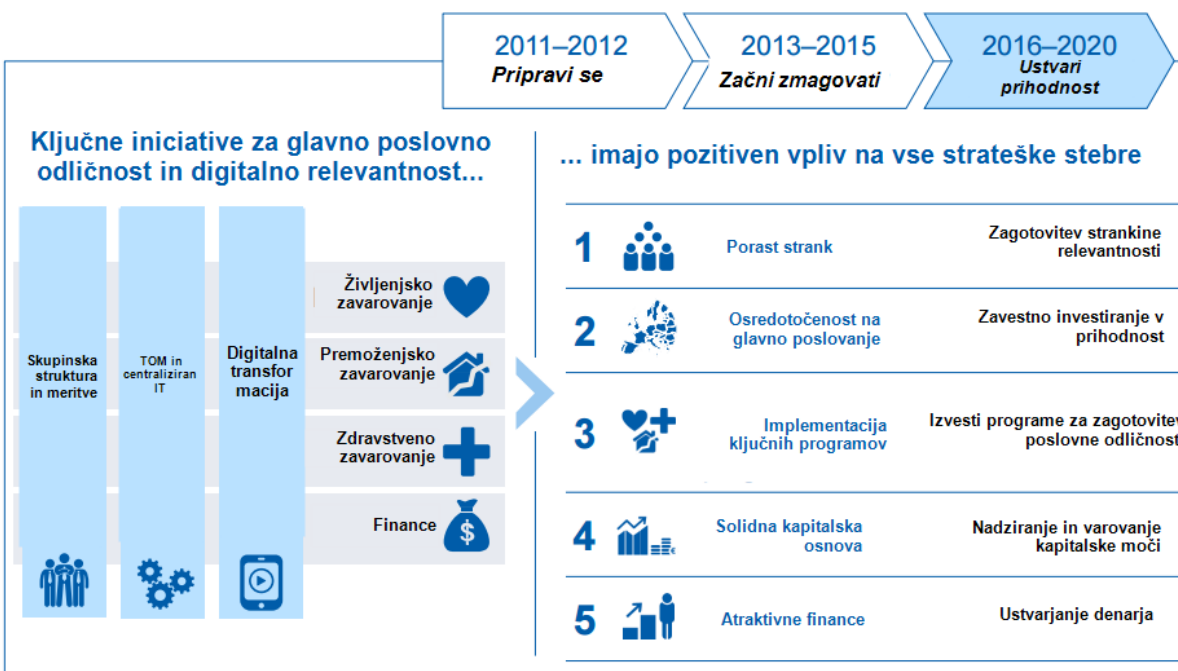 2011–2012
Pripravi se
2013–2015
Začni zmagovati
2016–2020
Ustvari
prihodnost
Ključne iniciative za glavno poslovno
odličnost in digitalno relevantnost...
Skupinska
struktura
in meritve
TOM in
centraliziran
IT
Digitalna
transfor
macija
Življenjsko
zavarovanje
Premoženjsko
zavarovanje
Zdravstveno
zavarovanje
Finance
$
... imajo pozitiven vpliv na vse strateške stebre
1
Porast strank
Zagotovitev strankine
relevantnosti
2
Osredotočenost na
glavno poslovanje
Zavestno investiranje v
prihodnost
3
Implementacija
ključnih programov
Izvesti programe za zagotovitev
poslovne odličnost
4
€
Solidna kapitalska
osnova
Nadziranje in varovanje
kapitalske moči
5
Atraktivne finance
Ustvarjanje denarja